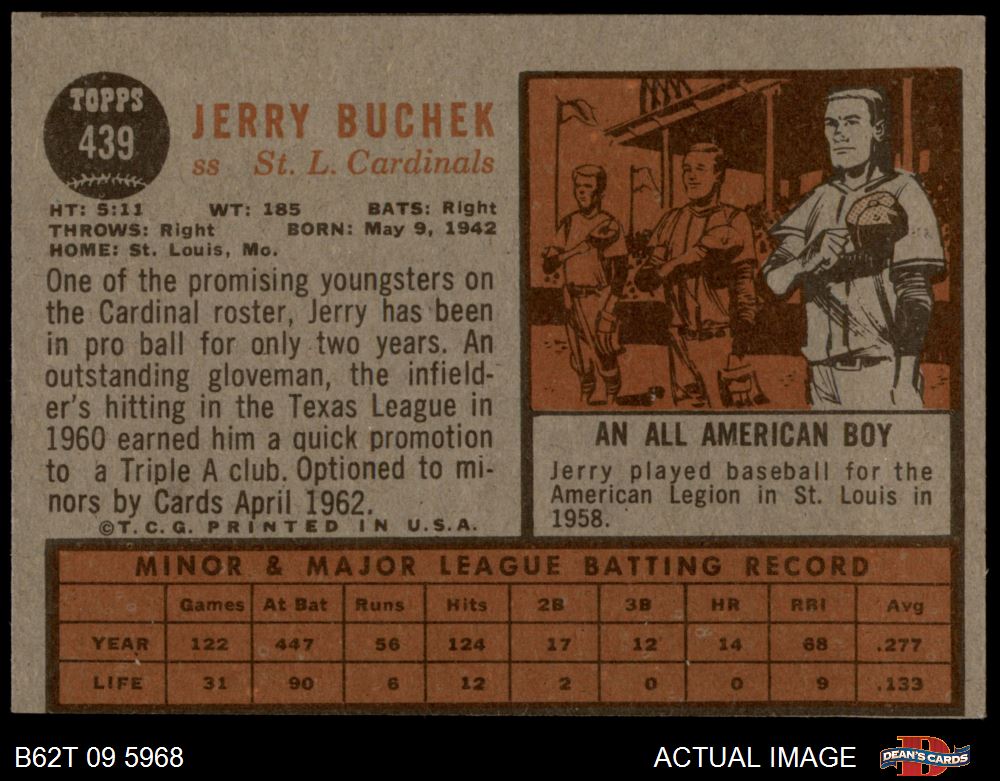 TOPPS
439
JERRY BUCHEK
ss St. L. Cardinals
HT: 5:11 WT: 185 BATS: Right
THROWS: Right BORN: May 9, 1942
HOME: St. Louis, Mo.
One of the promising youngsters on
the Cardinal roster, Jerry has been
in pro ball for only two years. An
outstanding gloveman, the infield-
er's hitting in the Texas League in
1960 earned him a quick promotion
to a Triple A club. Optioned to mi-
nors by Cards April 1962.
©T.C.G. PRINTED IN U.S.A.
AN ALL AMERICAN BOY
Jerry played baseball for the
American Legion in St. Louis in
1958.
MINOR & MAJOR LEAGUE BATTING RECORD
Games At Bat Runs Hits 2B 3B HR RBI Avg
YEAR 122 447 56 124 17 12 14 68 .277
LIFE 31 90 6 12 2 0 0 9 .133
B62T 09 5968 ACTUAL IMAGE DEAN'S CARDS